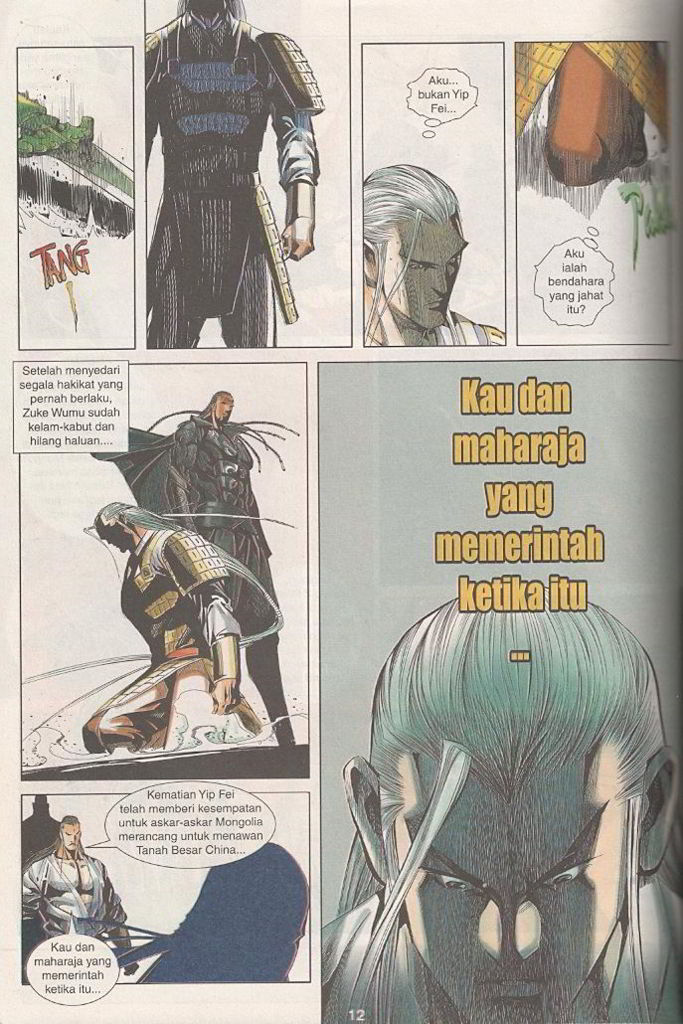 TANG
Aku...
bukan Yip
Fei...
Aku
ialah
bendahara
yang jahat
itu?
Setelah menyedari
segala hakikat yang
pernah berlaku,
Zuke Wumu sudah
kelam-kabut dan
hilang haluan....
Kau dan
maharaja
yang
memerintah
ketika itu
...
Kematian Yip Fei
telah memberi kesempatan
untuk askar-askar Mongolia
merancang untuk menawan
Tanah Besar China...
Kau dan
maharaja yang
memerintah
ketika itu...
12